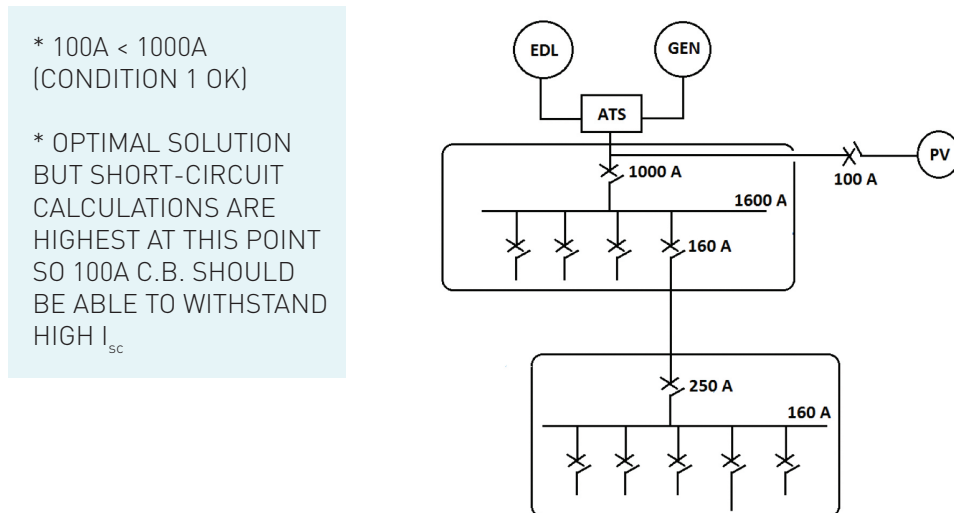 * 100A < 1000A
(CONDITION 1 OK)
* OPTIMAL SOLUTION
BUT SHORT-CIRCUIT
CALCULATIONS ARE
HIGHEST AT THIS POINT
SO 100A C.B. SHOULD
BE ABLE TO WITHSTAND
HIGH Isc
EDL
GEN
ATS
PV
1000 A
100 A
1600 A
160 A
250 A
160 A